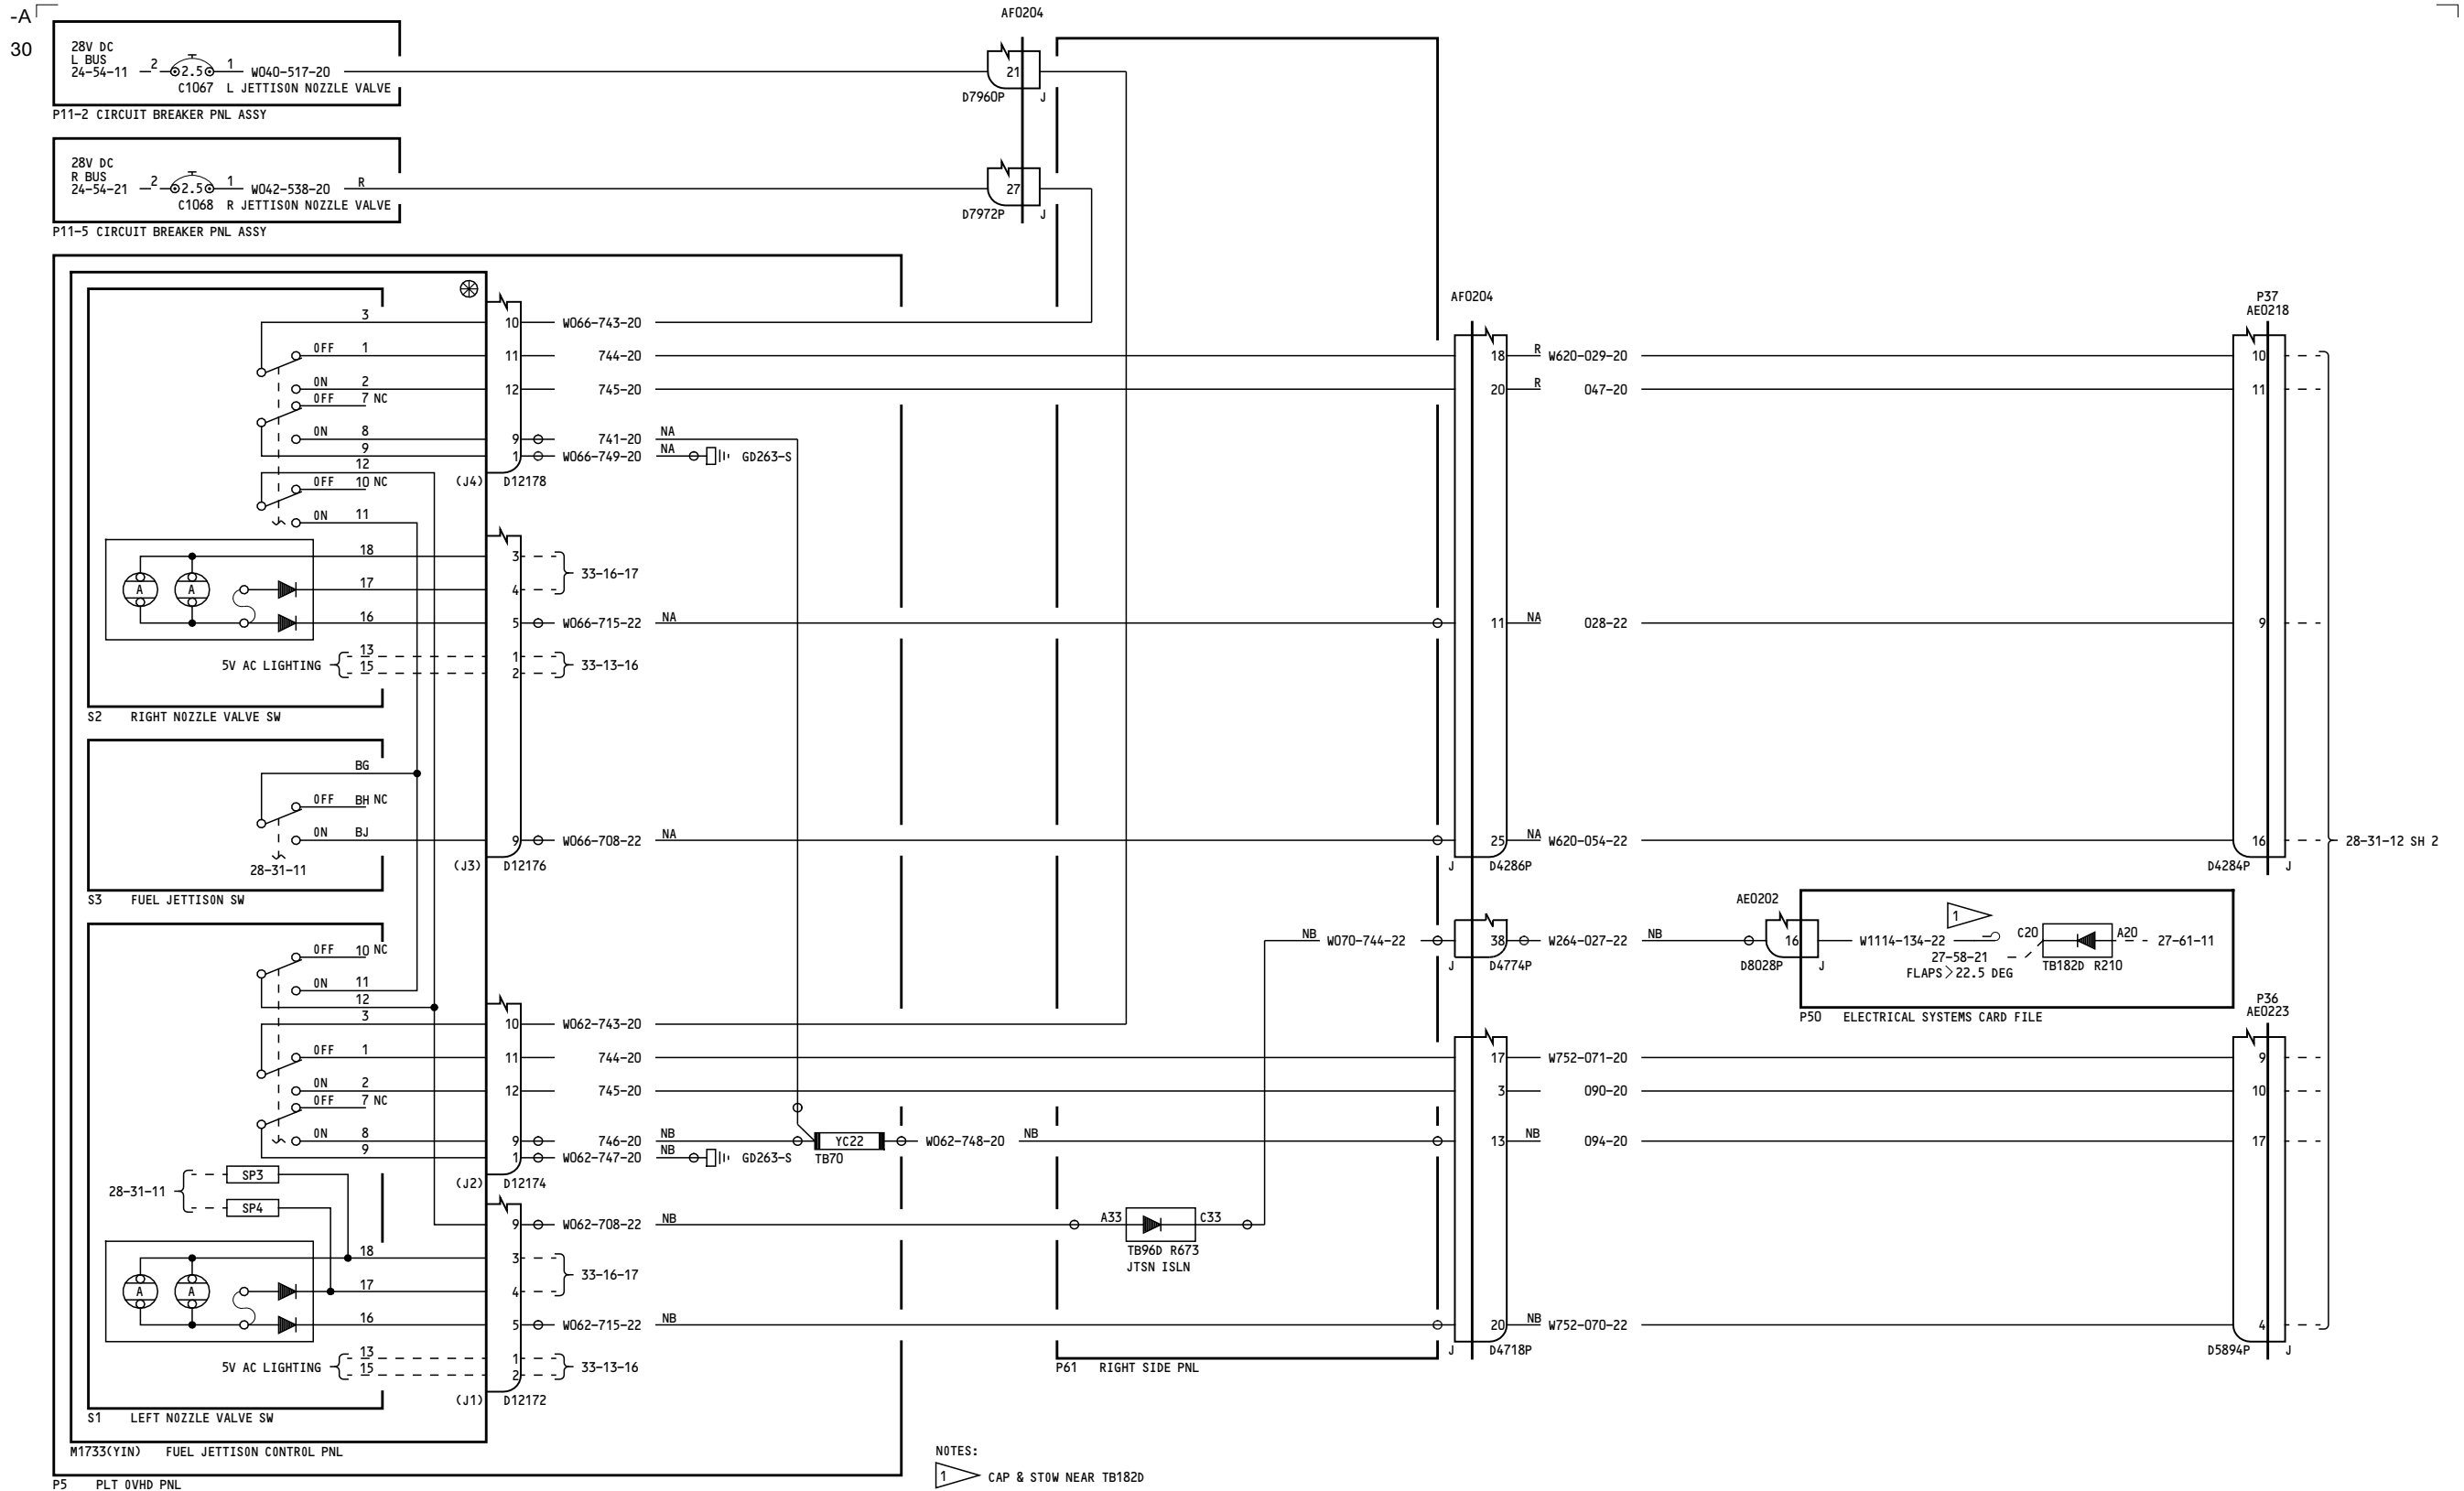 -A
30
28V DC
L BUS
24-54-11
2
2.5
1
W040-517-20
C1067 L JETTISON NOZZLE VALVE
P11-2 CIRCUIT BREAKER PNL ASSY
28V DC
R BUS
24-54-21
2
2.5
1
W042-538-20
R
C1068 R JETTISON NOZZLE VALVE
P11-5 CIRCUIT BREAKER PNL ASSY
AF0204
21
D7960P J
27
D7972P J
3
10
W066-743-20
OFF 1
11
744-20
ON 2
12
745-20
OFF 7 NC
ON 8
9
741-20
NA
9
1
W066-749-20
NA
GD263-S
12
OFF 10 NC
(J4) D12178
ON 11
18
3
A A
17
4
33-16-17
16
5
W066-715-22
NA
5V AC LIGHTING
13
15
1
2
33-13-16
S2 RIGHT NOZZLE VALVE SW
BG
OFF BH NC
ON BJ
9
W066-708-22
NA
28-31-11
(J3) D12176
S3 FUEL JETTISON SW
OFF 10 NC
ON 11
12
3
10
W062-743-20
OFF 1
11
744-20
ON 2
12
745-20
OFF 7 NC
ON 8
9
746-20
NB
9
1
W062-747-20
NB
GD263-S
YC22
TB70
W062-748-20
NB
28-31-11
SP3
SP4
(J2) D12174
9
W062-708-22
NB
A33
C33
TB96D R673
JTSN ISLN
18
3
A A
17
4
33-16-17
16
5
W062-715-22
NB
5V AC LIGHTING
13
15
1
2
33-13-16
(J1) D12172
S1 LEFT NOZZLE VALVE SW
M1733(YIN) FUEL JETTISON CONTROL PNL
P5 PLT OVHD PNL
P61 RIGHT SIDE PNL
AF0204
18
R
W620-029-20
20
R
047-20
11
NA
028-22
25
NA
W620-054-22
J D4286P
NB
W070-744-22
38
W264-027-22
NB
J D4774P
17
W752-071-20
3
090-20
13
NB
094-20
20
NB
W752-070-22
J D4718P
AE0202
16
D8028P J
W1114-134-22
1
27-58-21
FLAPS>22.5 DEG
C20
A20
27-61-11
TB182D R210
P50 ELECTRICAL SYSTEMS CARD FILE
P37
AE0218
10
11
9
16
D4284P J
28-31-12 SH 2
P36
AE0223
9
10
17
4
D5894P J
NOTES:
1 CAP & STOW NEAR TB182D